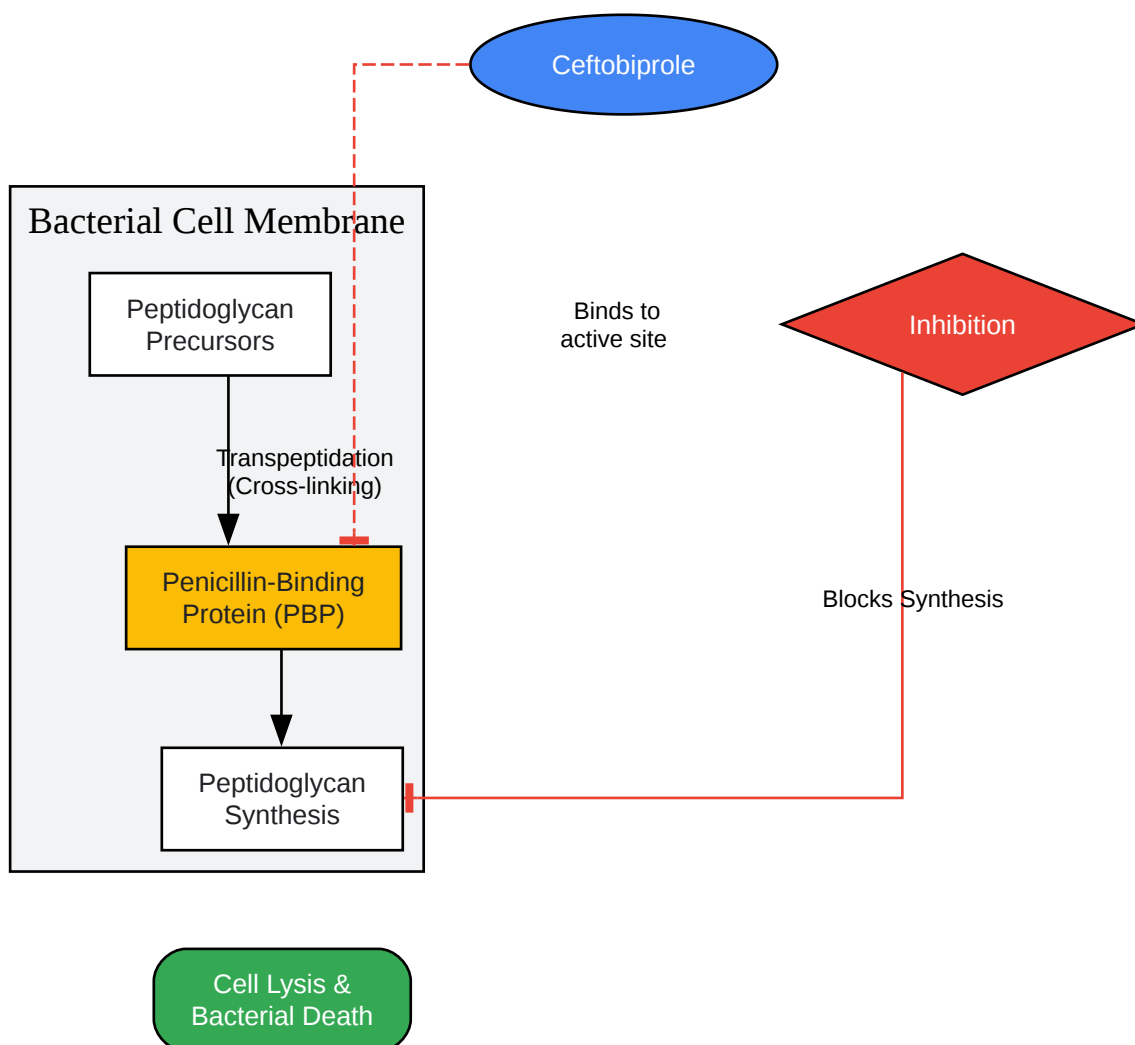 Ceftobiprole
Bacterial Cell Membrane
Peptidoglycan
Precursors
Binds to
active site
Inhibition
Transpeptidation
(Cross-linking)
Penicillin-Binding
Protein (PBP)
Blocks Synthesis
Peptidoglycan
Synthesis
Cell Lysis &
Bacterial Death